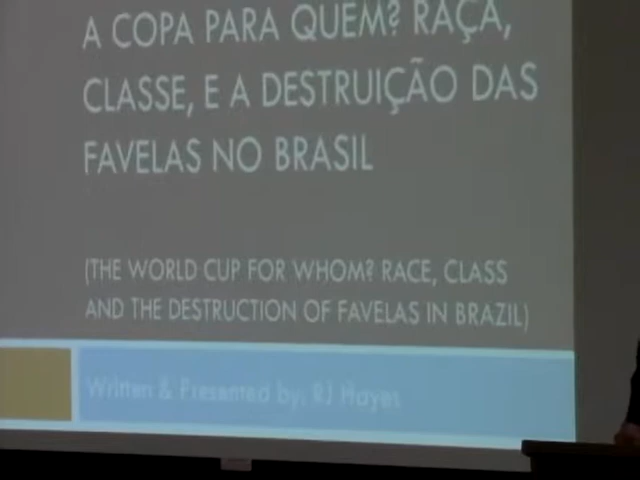 A COPA PARA QUEM? RAÇA,
CLASSE, E A DESTRUIÇÃO DAS
FAVELAS NO BRASIL
(THE WORLD CUP FOR WHOM? RACE, CLASS
AND THE DESTRUCTION OF FAVELAS IN BRAZIL)
Written & Presented by: RJ Hayes